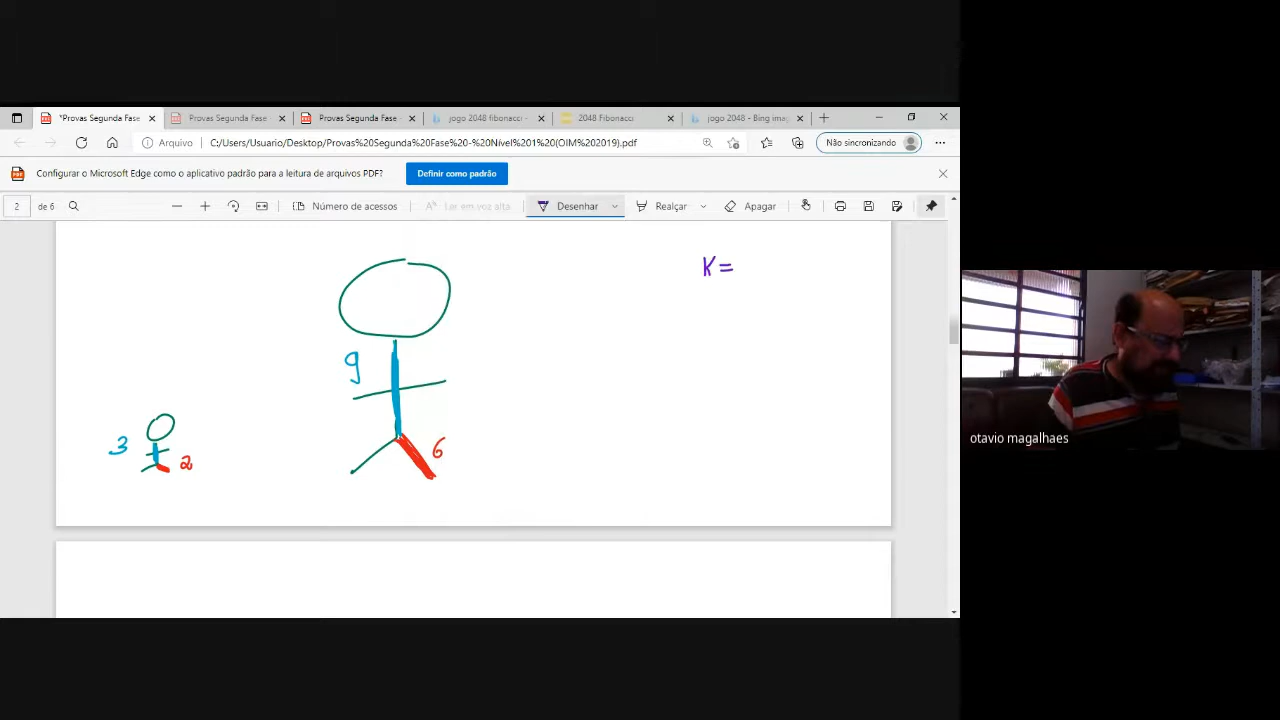 *Provas Segunda Fase
Provas Segunda Fase
Provas Segunda Fase -
jogo 2048 fibonacci -
2048 Fibonacci
jogo 2048 - Bing ima
Arquivo
C:/Users/Usuario/Desktop/Provas%20Segunda%20Fase%20-%20Nível%201%20(OIM%202019).pdf
Não sincronizando
Configurar o Microsoft Edge como o aplicativo padrão para a leitura de arquivos PDF?
Definir como padrão
2
de 6
Número de acessos
Ler em voz alta
Desenhar
Realçar
Apagar
K=
9
3
2
6
otavio magalhaes